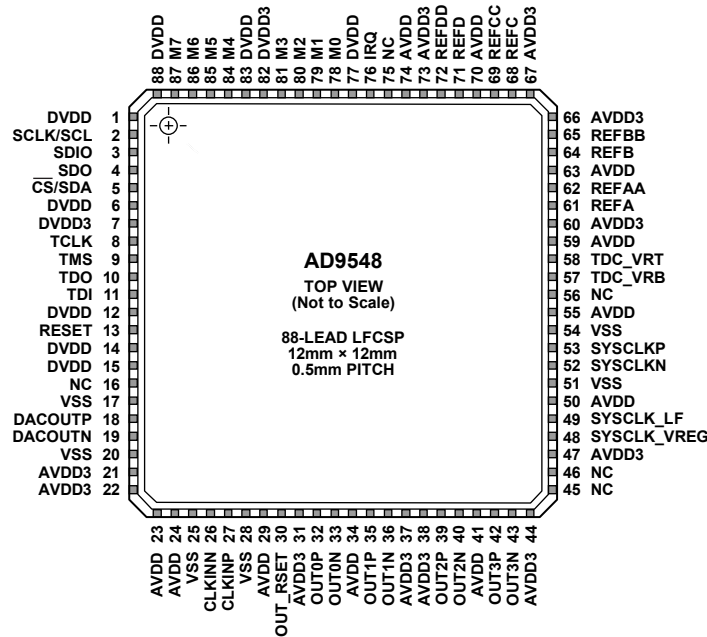 88 DVDD
87 M7
86 M6
85 M5
84 M4
83 DVDD
82 DVDD3
81 M3
80 M2
79 M1
78 M0
77 DVDD
76 IRQ
75 NC
74 AVDD
73 AVDD3
72 REFDD
71 REFD
70 AVDD
69 REFCC
68 REFC
67 AVDD3
DVDD 1
SCLK/SCL 2
SDIO 3
SDO 4
CS/SDA 5
DVDD 6
DVDD3 7
TCLK 8
TMS 9
TDO 10
TDI 11
DVDD 12
RESET 13
DVDD 14
DVDD 15
NC 16
VSS 17
DACOUTP 18
DACOUTN 19
VSS 20
AVDD3 21
AVDD3 22
AD9548
TOP VIEW
(Not to Scale)
88-LEAD LFCSP
12mm × 12mm
0.5mm PITCH
66 AVDD3
65 REFBB
64 REFB
63 AVDD
62 REFAA
61 REFA
60 AVDD3
59 AVDD
58 TDC_VRT
57 TDC_VRB
56 NC
55 AVDD
54 VSS
53 SYSCLKP
52 SYSCLKN
51 VSS
50 AVDD
49 SYSCLK_LF
48 SYSCLK_VREG
47 AVDD3
46 NC
45 NC
AVDD 23
AVDD 24
VSS 25
CLKINN 26
CLKINP 27
VSS 28
AVDD 29
OUT_RSET 30
AVDD3 31
OUT0P 32
OUT0N 33
AVDD 34
OUT1P 35
OUT1N 36
AVDD3 37
AVDD3 38
OUT2P 39
OUT2N 40
AVDD 41
OUT3P 42
OUT3N 43
AVDD3 44